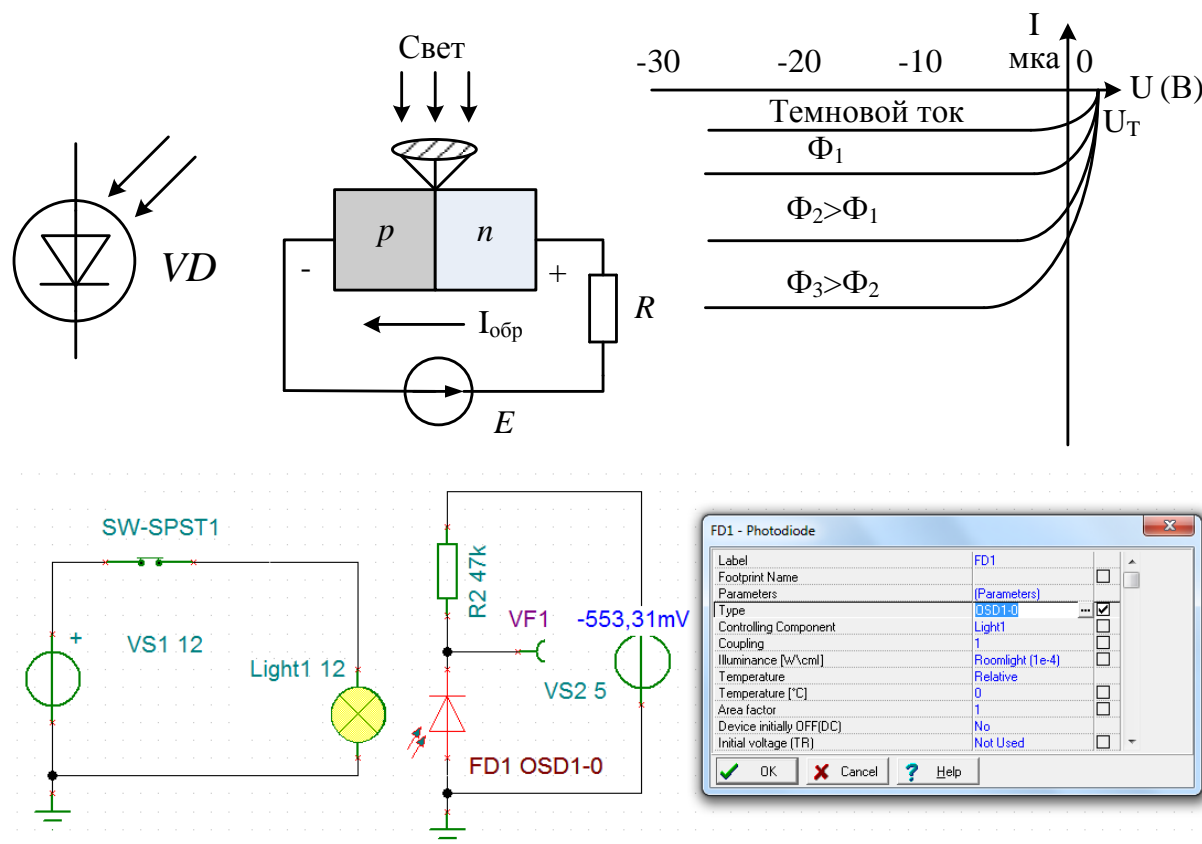 Свет
VD
p
n
-
+
Iобр
R
E
I
мка
-30
-20
-10
0
U (В)
UТ
Темновой ток
Ф1
Ф2>Ф1
Ф3>Ф2
SW-SPST1
+
VS1 12
Light1 12
R2 47k
VF1
-553,31mV
VS2 5
FD1 OSD1-0
FD1 - Photodiode
Label FD1
Footprint Name
Parameters (Parameters)
Type OSD1-0 ...
Controlling Component Light1
Coupling 1
Illuminance [W\cml] Roomlight (1e-4)
Temperature Relative
Temperature [°C] 0
Area factor 1
Device initially OFF(DC) No
Initial voltage (TR) Not Used
OK Cancel ? Help